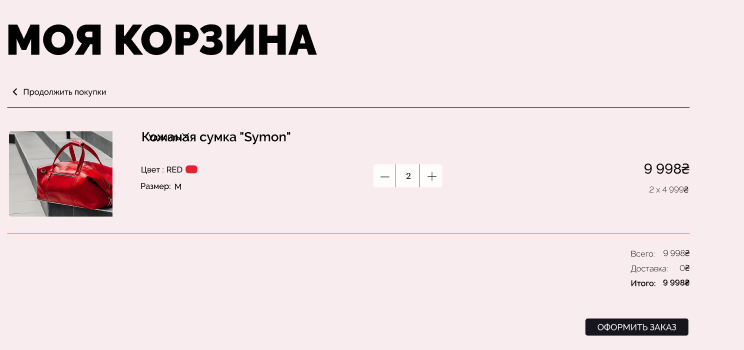 МОЯ КОРЗИНА
Продолжить покупки
Кожаная сумка "Symon"
Цвет : RED
Размер: M
— 2 +
9 998₴
2 x 4 999₴
Всего: 9 998₴
Доставка: 0₴
Итого: 9 998₴
ОФОРМИТЬ ЗАКАЗ